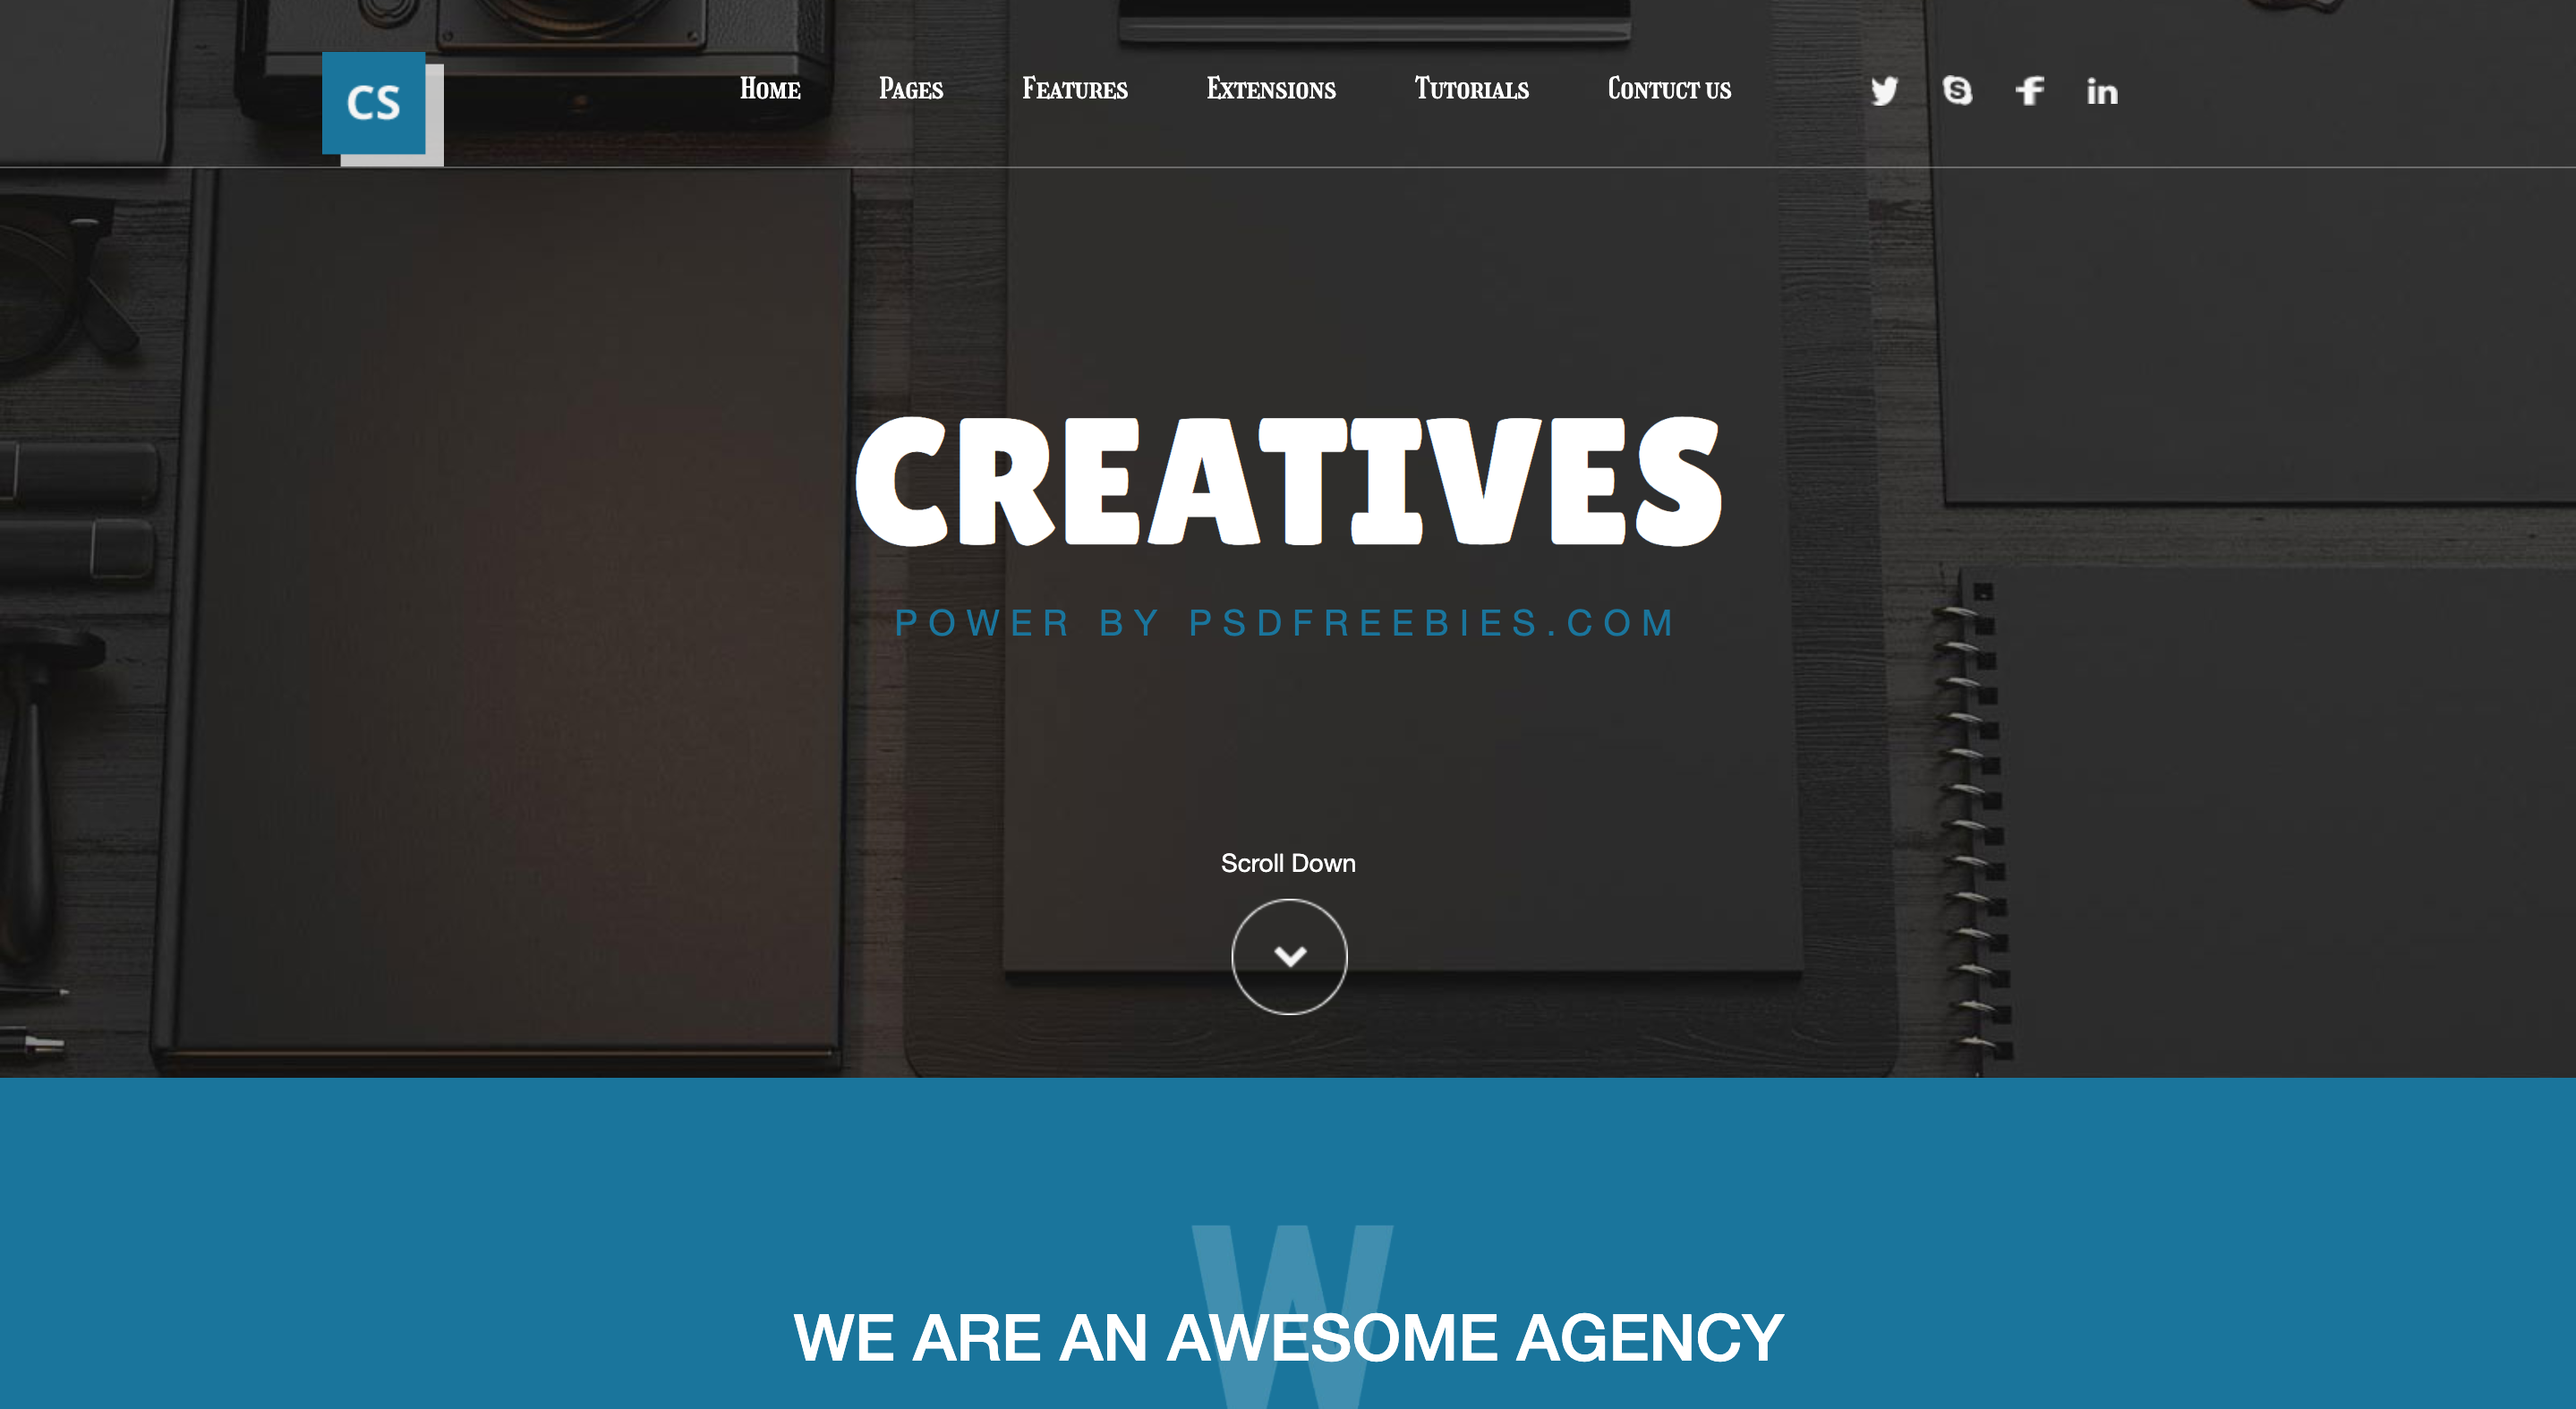 CS
Home Pages Features Extensions Tutorials Contuct us
CREATIVES
POWER BY PSDFREEBIES.COM
Scroll Down
W
WE ARE AN AWESOME AGENCY